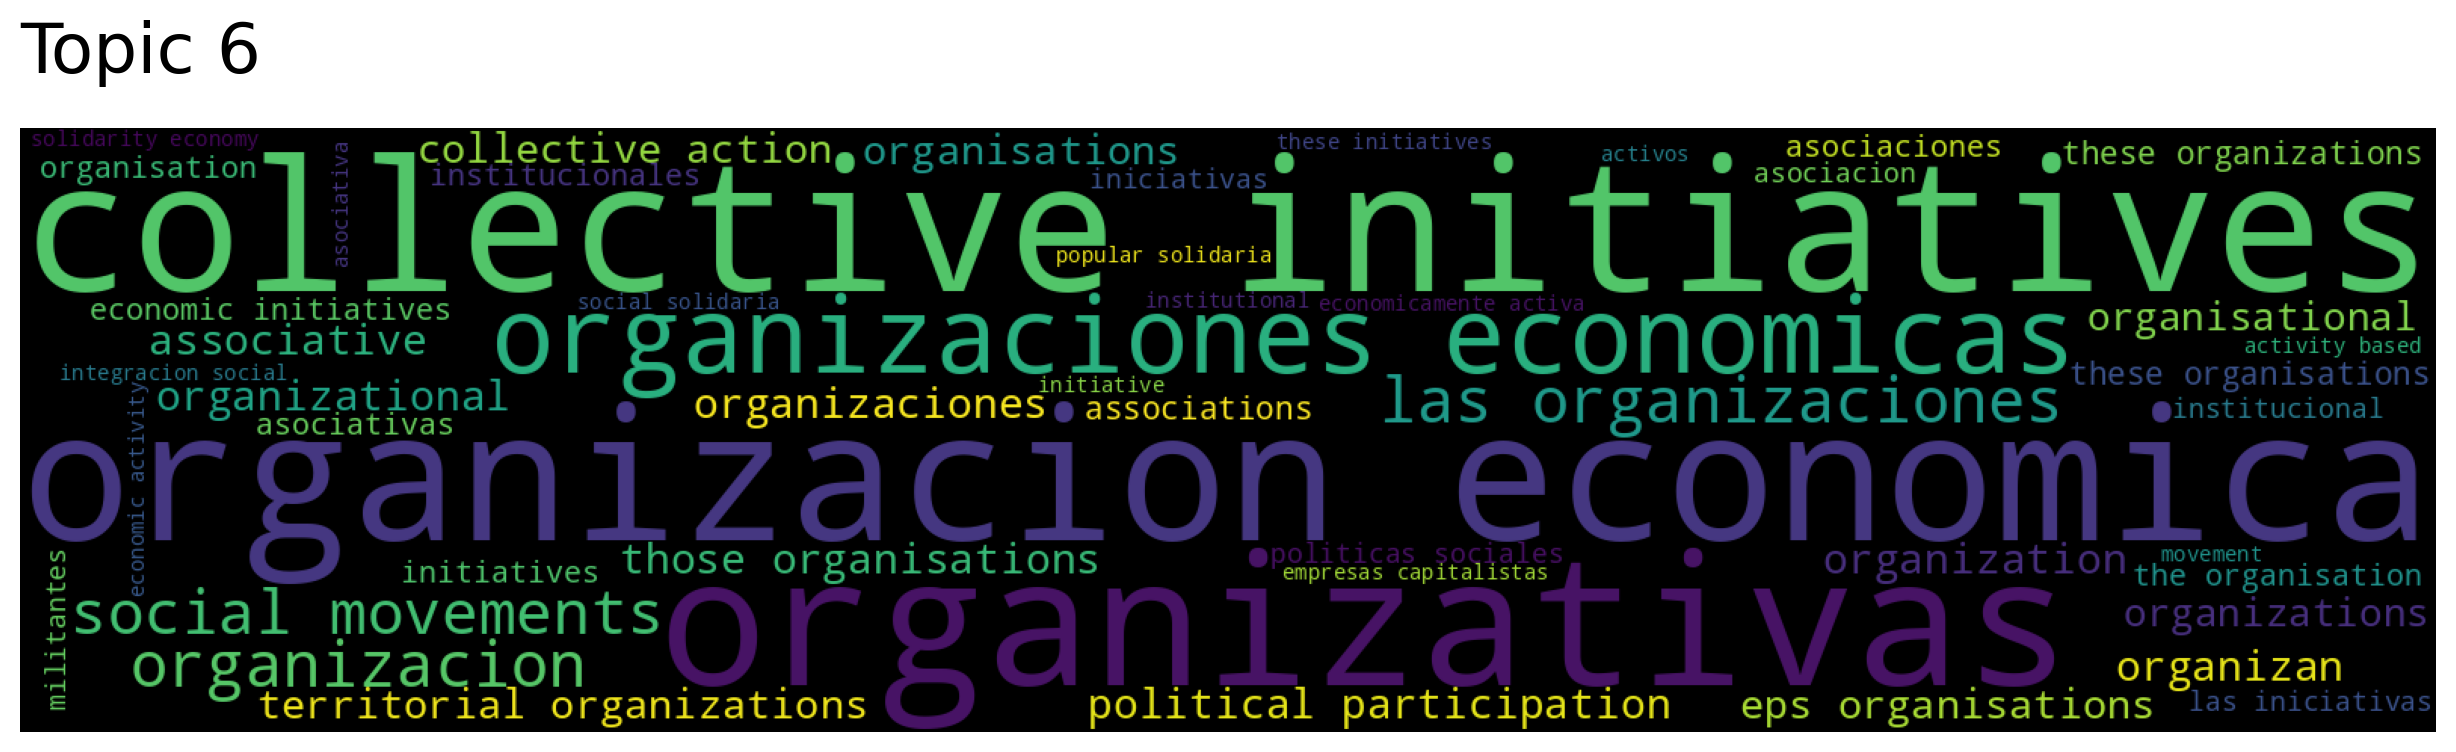 Topic 6
solidarity economy
collective action
organisations
these initiatives
activos
asociaciones
these organizations
organisation
asociativa
institucionales
iniciativas
asociacion
collective initiatives
popular solidaria
economic initiatives
social solidaria
institutional
economicamente activa
organisational
associative
organizaciones economicas
activity based
integracion social
these organisations
organizational
initiative
organizaciones
associations
las organizaciones
institucional
asociativas
economic activity
organizacion economica
those organisations
politicas sociales
organization
movement
militantes
initiatives
empresas capitalistas
the organisation
social movements
organizativas
organizations
organizacion
organizan
territorial organizations
political participation
eps organisations
las iniciativas